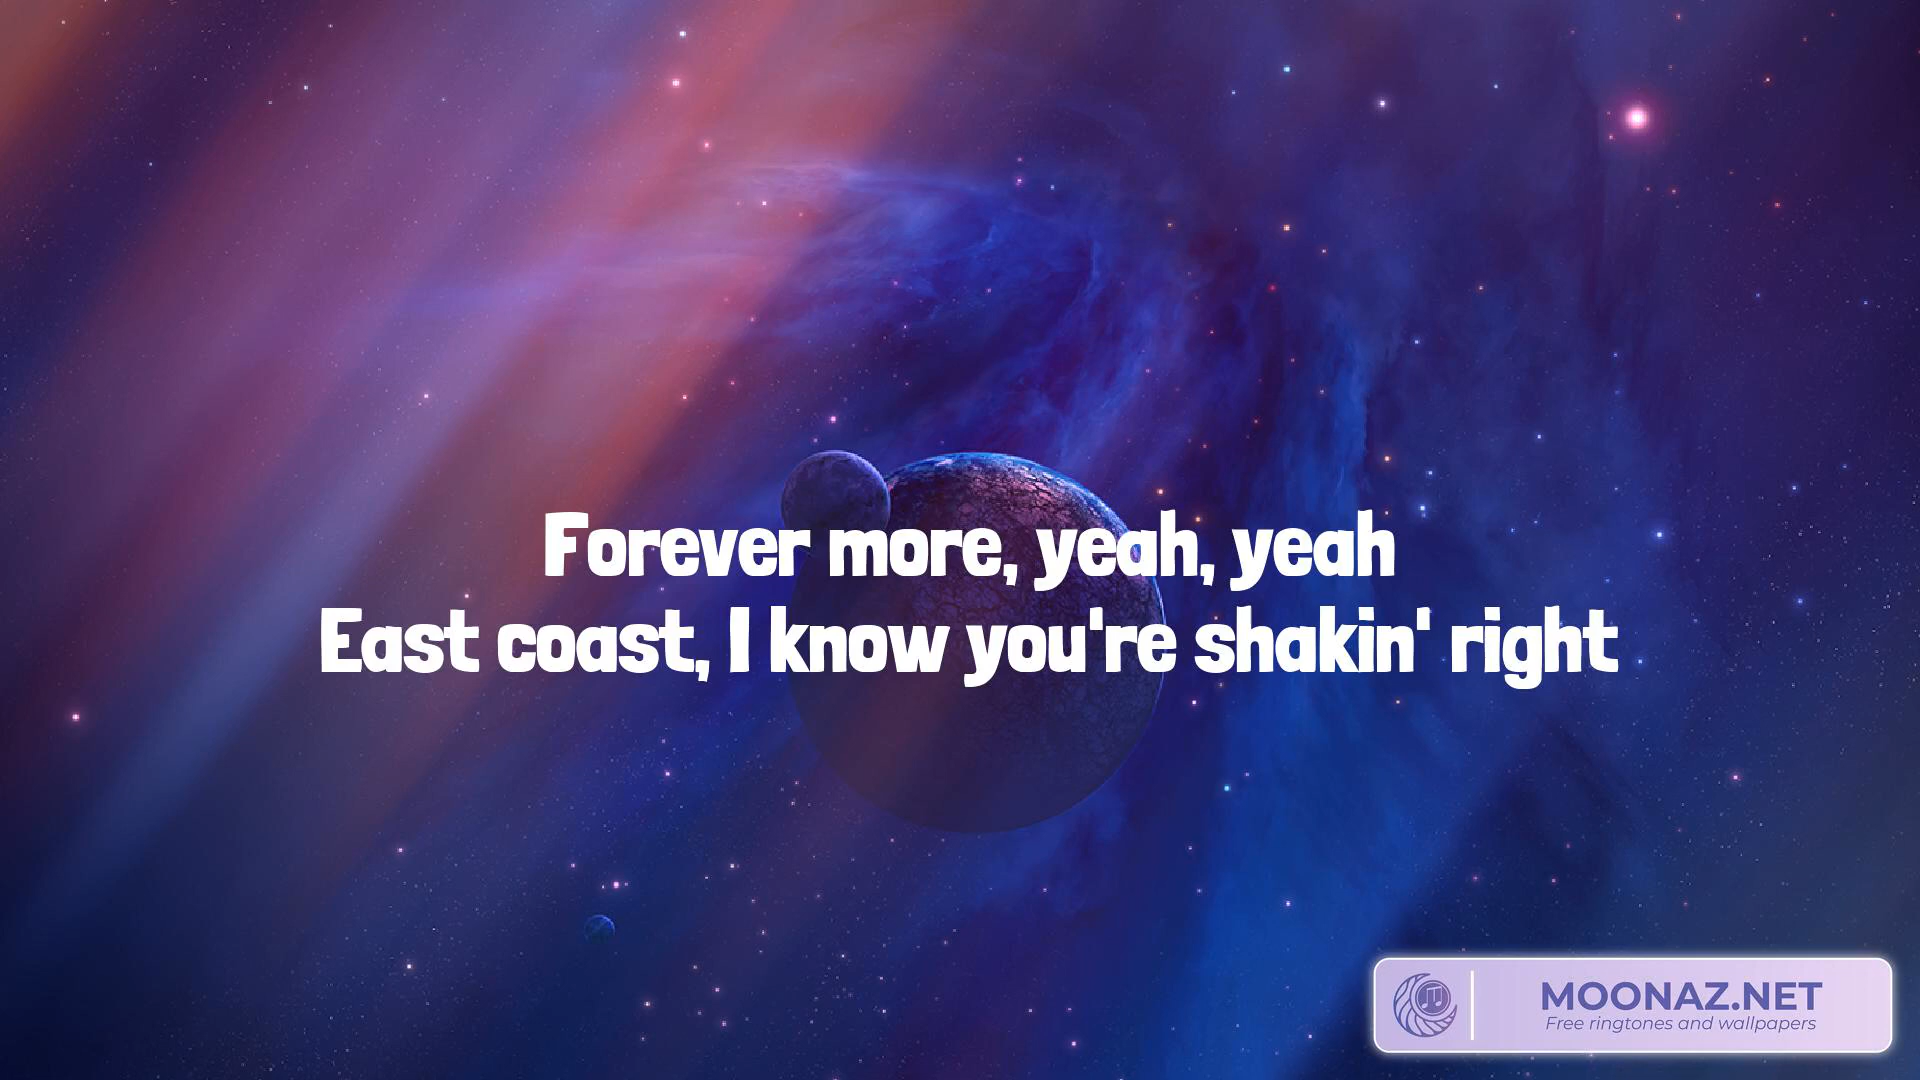 Forever more, yeah, yeah
East coast, I know you're shakin' right
MOONAZ.NET
Free ringtones and wallpapers